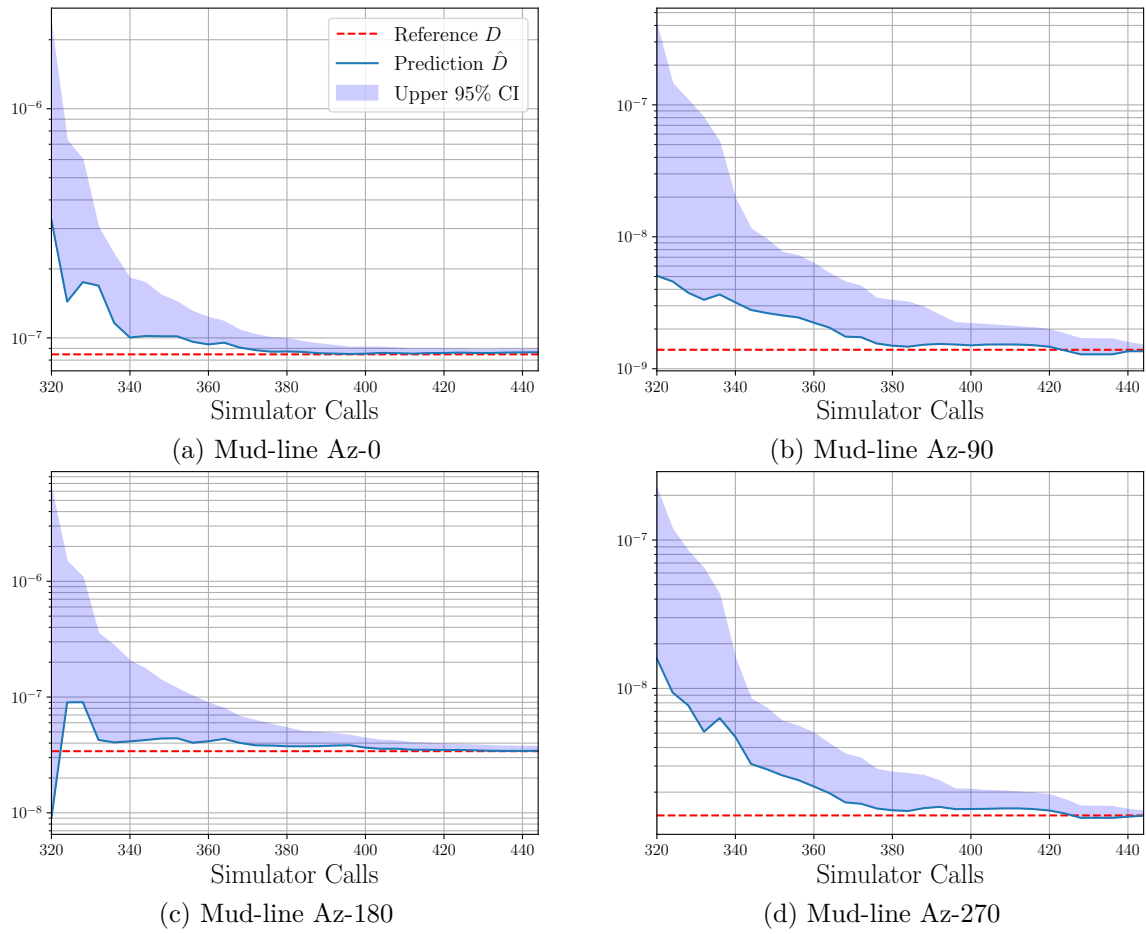 Reference D
Prediction D̂
Upper 95% CI
10⁻⁶
10⁻⁷
320 340 360 380 400 420 440
Simulator Calls
(a) Mud-line Az-0
10⁻⁷
10⁻⁸
10⁻⁹
320 340 360 380 400 420 440
Simulator Calls
(b) Mud-line Az-90
10⁻⁶
10⁻⁷
10⁻⁸
320 340 360 380 400 420 440
Simulator Calls
(c) Mud-line Az-180
10⁻⁷
10⁻⁸
320 340 360 380 400 420 440
Simulator Calls
(d) Mud-line Az-270